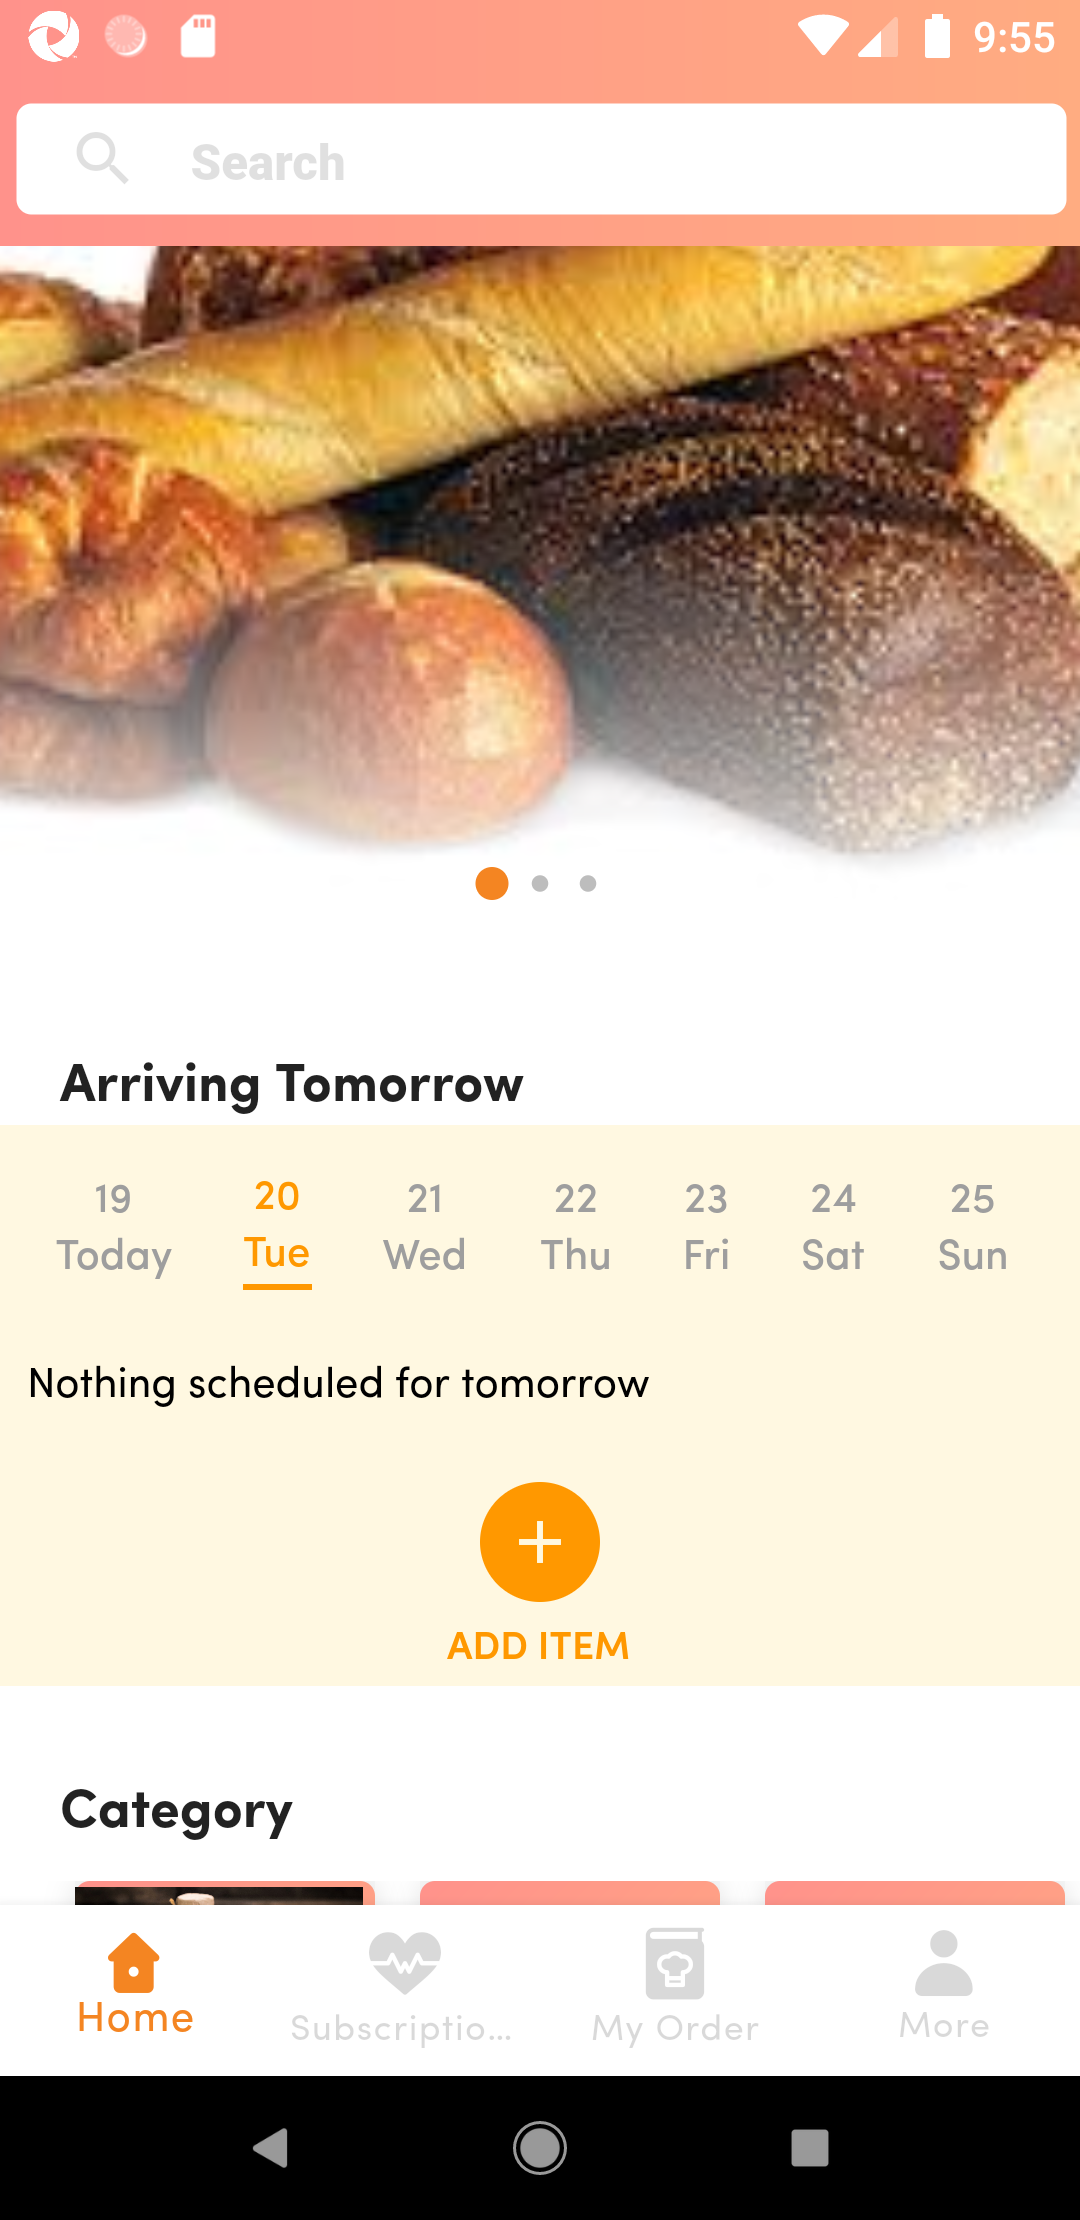 9:55
Search
Arriving Tomorrow
19 20 21 22 23 24 25
Today Tue Wed Thu Fri Sat Sun
Nothing scheduled for tomorrow
ADD ITEM
Category
Home Subscriptio... My Order More